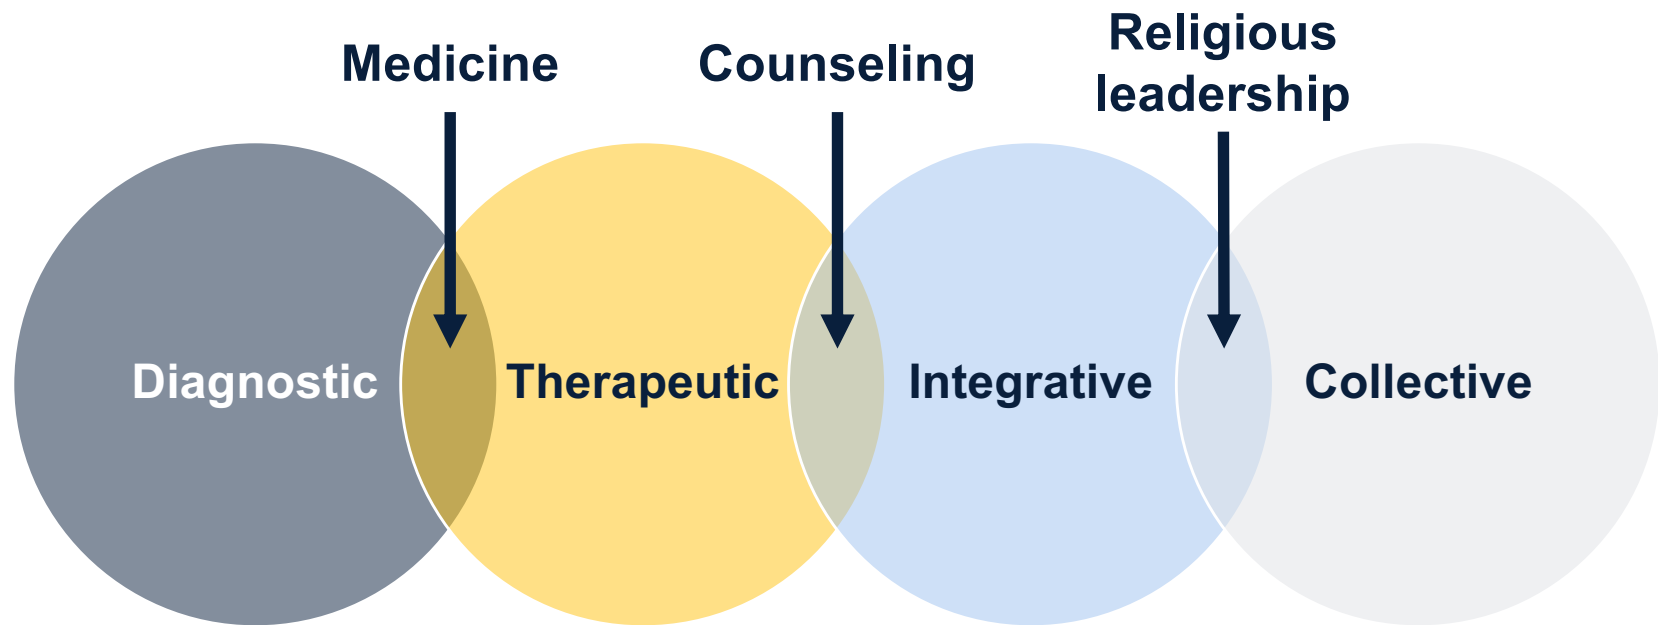 Medicine
Counseling
Religious
leadership
Diagnostic
Therapeutic
Integrative
Collective